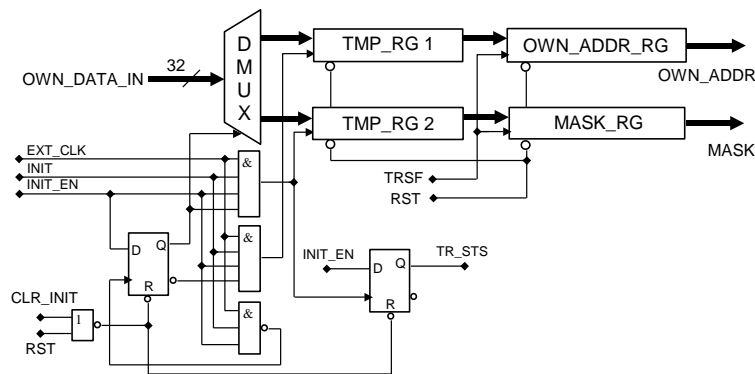 DMUX
TMP_RG 1
OWN_ADDR_RG
OWN_ADDR
OWN_DATA_IN
32
TMP_RG 2
MASK_RG
MASK
EXT_CLK
INIT
INIT_EN
&
TRSF
RST
&
D
Q
R
INIT_EN
D
Q
R
TR_STS
CLR_INIT
RST
1
&